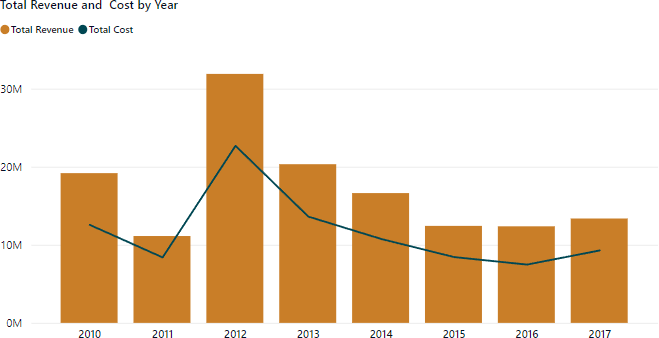 Total Revenue and  Cost by Year
Total Revenue Total Cost
30M
20M
10M
0M
2010 2011 2012 2013 2014 2015 2016 2017